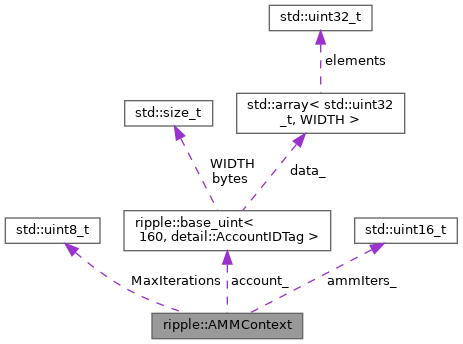 std::uint32_t
elements
std::array< std::uint32
_t, WIDTH >
std::size_t
WIDTH
bytes
data_
ripple::base_uint<
160, detail::AccountIDTag >
std::uint8_t
std::uint16_t
MaxIterations
account_
ammIters_
ripple::AMMContext